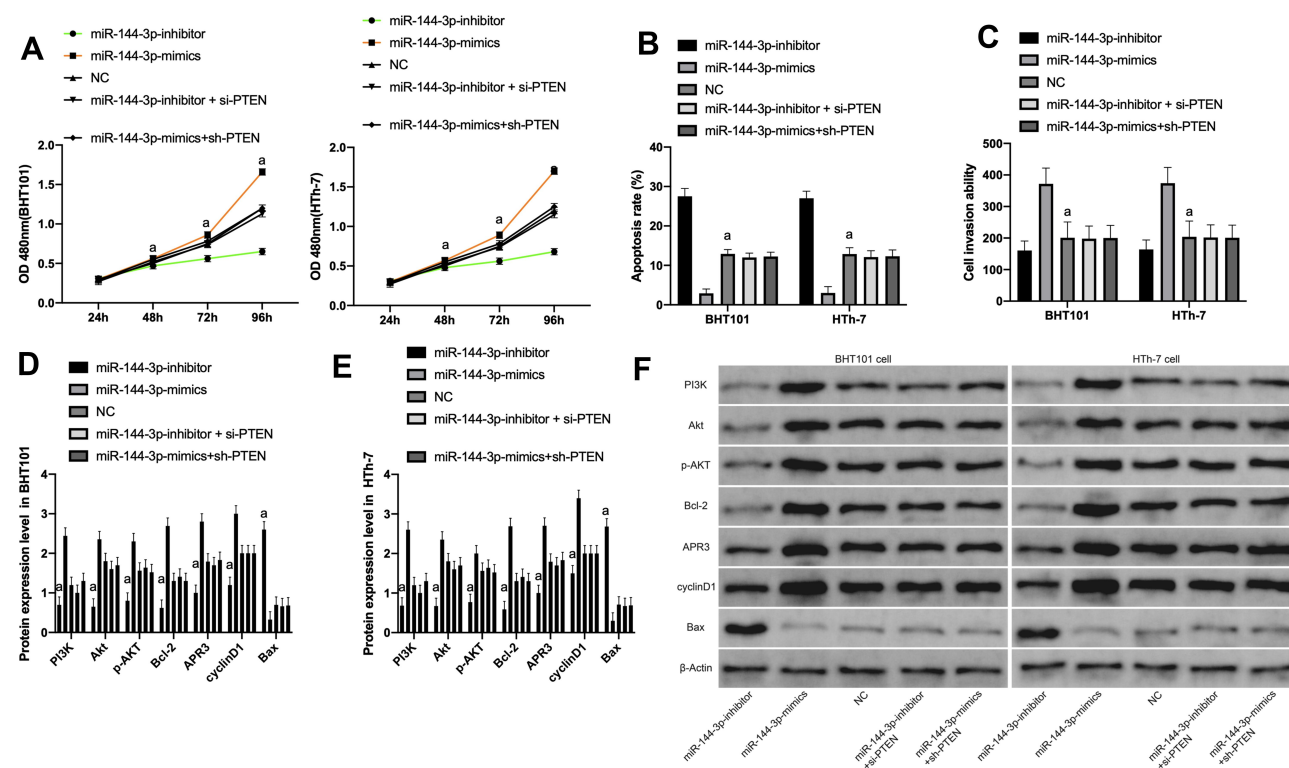 A
miR-144-3p-inhibitor
miR-144-3p-mimics
NC
miR-144-3p-inhibitor + si-PTEN
miR-144-3p-mimics+sh-PTEN
OD 480nm(BHT101)
2.0
1.5
1.0
0.5
0.0
a
a
a
24h 48h 72h 96h
miR-144-3p-inhibitor
miR-144-3p-mimics
NC
miR-144-3p-inhibitor + si-PTEN
miR-144-3p-mimics+sh-PTEN
OD 480nm(HTh-7)
2.0
1.5
1.0
0.5
0.0
a
a
a
24h 48h 72h 96h
B
miR-144-3p-inhibitor
miR-144-3p-mimics
NC
miR-144-3p-inhibitor + si-PTEN
miR-144-3p-mimics+sh-PTEN
Apoptosis rate (%)
40
30
20
10
0
a
a
BHT101 HTh-7
C
miR-144-3p-inhibitor
miR-144-3p-mimics
NC
miR-144-3p-inhibitor + si-PTEN
miR-144-3p-mimics+sh-PTEN
Cell invasion ability
500
400
300
200
100
0
a
a
BHT101 HTh-7
D
miR-144-3p-inhibitor
miR-144-3p-mimics
NC
miR-144-3p-inhibitor + si-PTEN
miR-144-3p-mimics+sh-PTEN
Protein expression level in BHT101
4
3
2
1
0
a a a a a a a
PI3K Akt p-AKT Bcl-2 APR3 cyclinD1 Bax
E
miR-144-3p-inhibitor
miR-144-3p-mimics
NC
miR-144-3p-inhibitor + si-PTEN
miR-144-3p-mimics+sh-PTEN
Protein expression level in HTh-7
4
3
2
1
0
a a a a a a a
PI3K Akt p-AKT Bcl-2 APR3 cyclinD1 Bax
F
BHT101 cell HTh-7 cell
PI3K
Akt
p-AKT
Bcl-2
APR3
cyclinD1
Bax
β-Actin
miR-144-3p-inhibitor
miR-144-3p-mimics
NC
miR-144-3p-inhibitor
+si-PTEN
miR-144-3p-mimics
+sh-PTEN
miR-144-3p-inhibitor
miR-144-3p-mimics
NC
miR-144-3p-inhibitor
+si-PTEN
miR-144-3p-mimics
+sh-PTEN